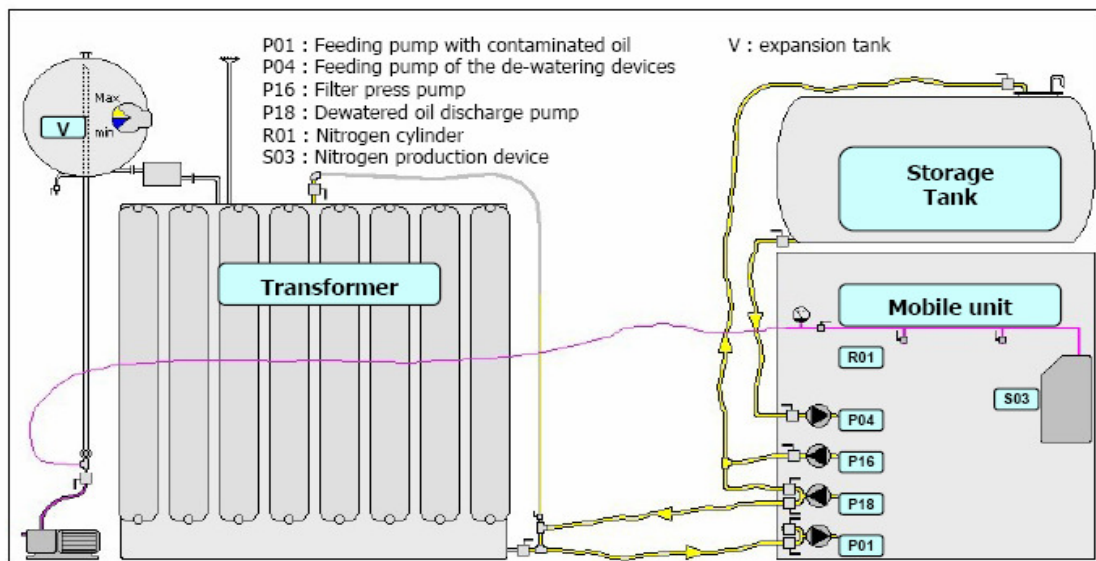 P01 : Feeding pump with contaminated oil
P04 : Feeding pump of the de-watering devices
P16 : Filter press pump
P18 : Dewatered oil discharge pump
R01 : Nitrogen cylinder
S03 : Nitrogen production device
V : expansion tank
Max
V
min
Storage
Tank
Transformer
Mobile unit
R01
S03
P04
P16
P18
P01